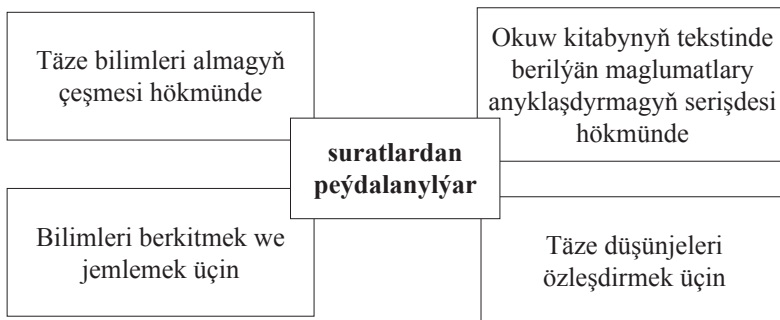 Täze bilimleri almagyň
çeşmesi hökmünde
Okuw kitabynyň tekstinde
berilýän maglumatlary
anyklaşdyrmagyň serişdesi
hökmünde
suratlardan
peýdalanylýar
Bilimleri berkitmek we
jemlemek üçin
Täze düşünjeleri
özleşdirmek üçin